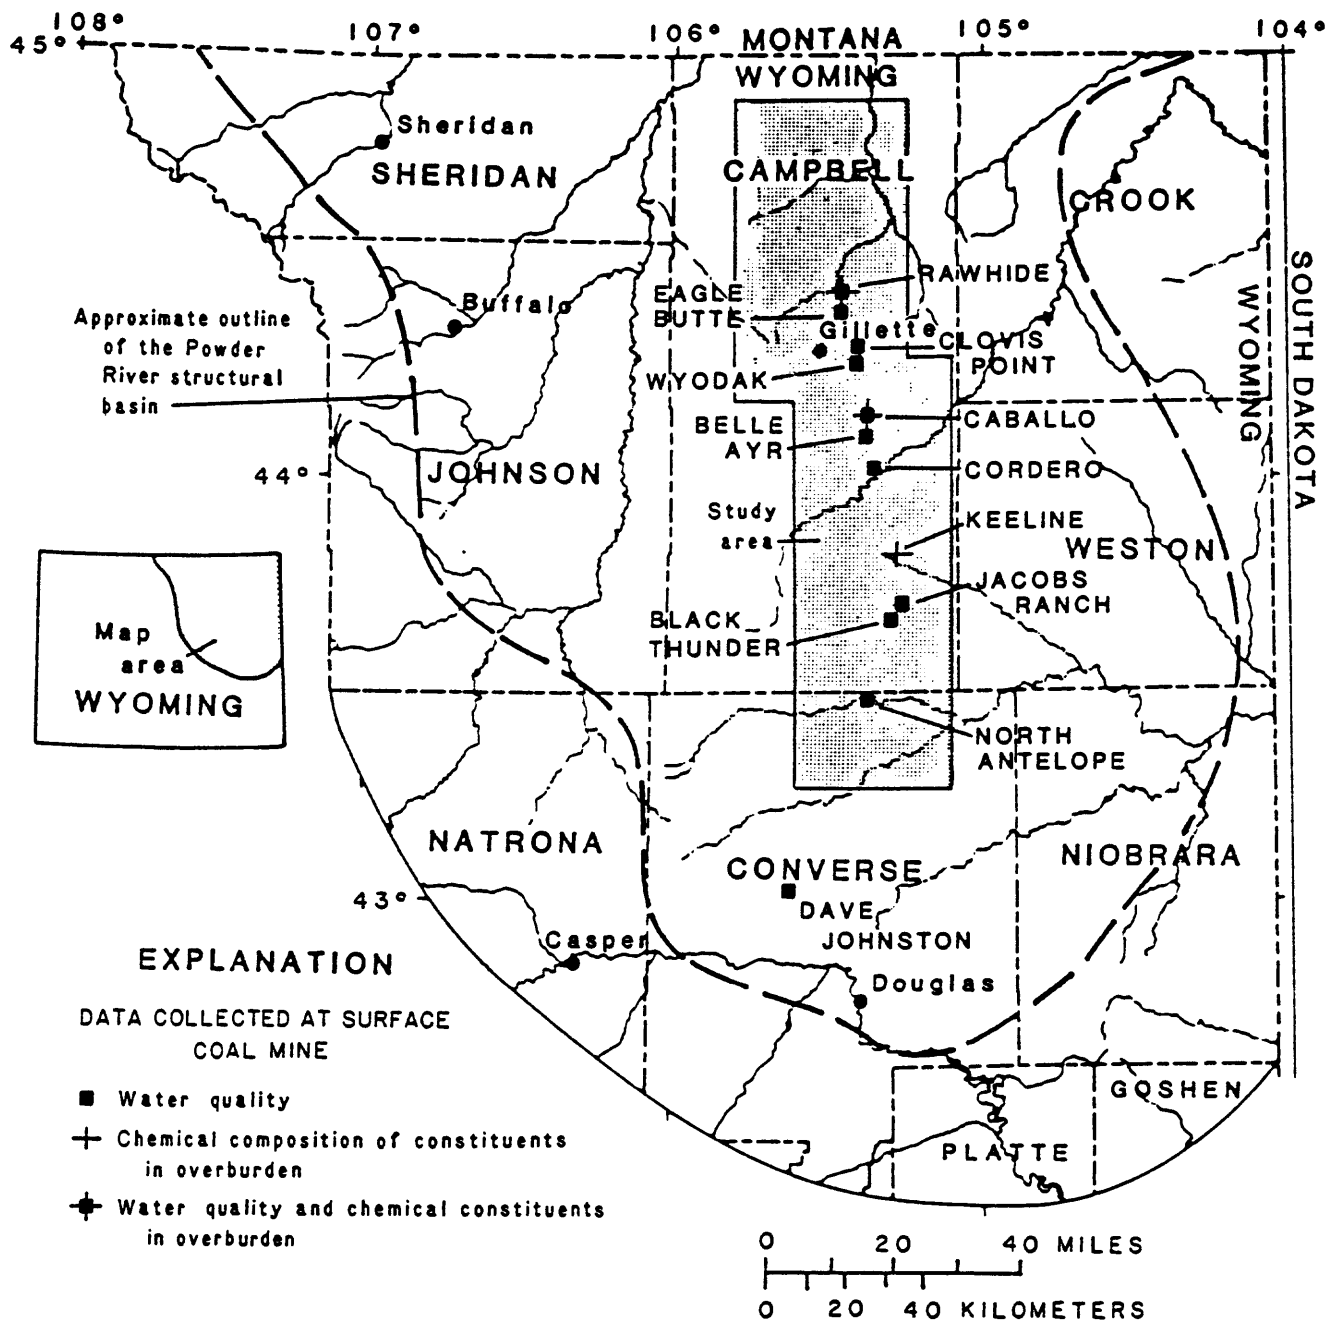 108°
107°
106°
105°
104°
45°
MONTANA
WYOMING
Sheridan
SHERIDAN
CAMPBELL
CROOK
RAWHIDE
EAGLE
BUTTE
Buffalo
Gillette
CLOVIS
POINT
Approximate outline
of the Powder
River structural
basin
WYODAK
SOUTH DAKOTA
WYOMING
CABALLO
BELLE
AYR
44°
JOHNSON
CORDERO
Study
area
KEELINE
WESTON
JACOBS
RANCH
BLACK
THUNDER
Map
area
WYOMING
NORTH
ANTELOPE
NATRONA
CONVERSE
NIOBRARA
43°
DAVE
JOHNSTON
Casper
Douglas
GOSHEN
PLATTE
EXPLANATION
DATA COLLECTED AT SURFACE
COAL MINE
Water quality
Chemical composition of constituents
in overburden
Water quality and chemical constituents
in overburden
0 20 40 MILES
0 20 40 KILOMETERS